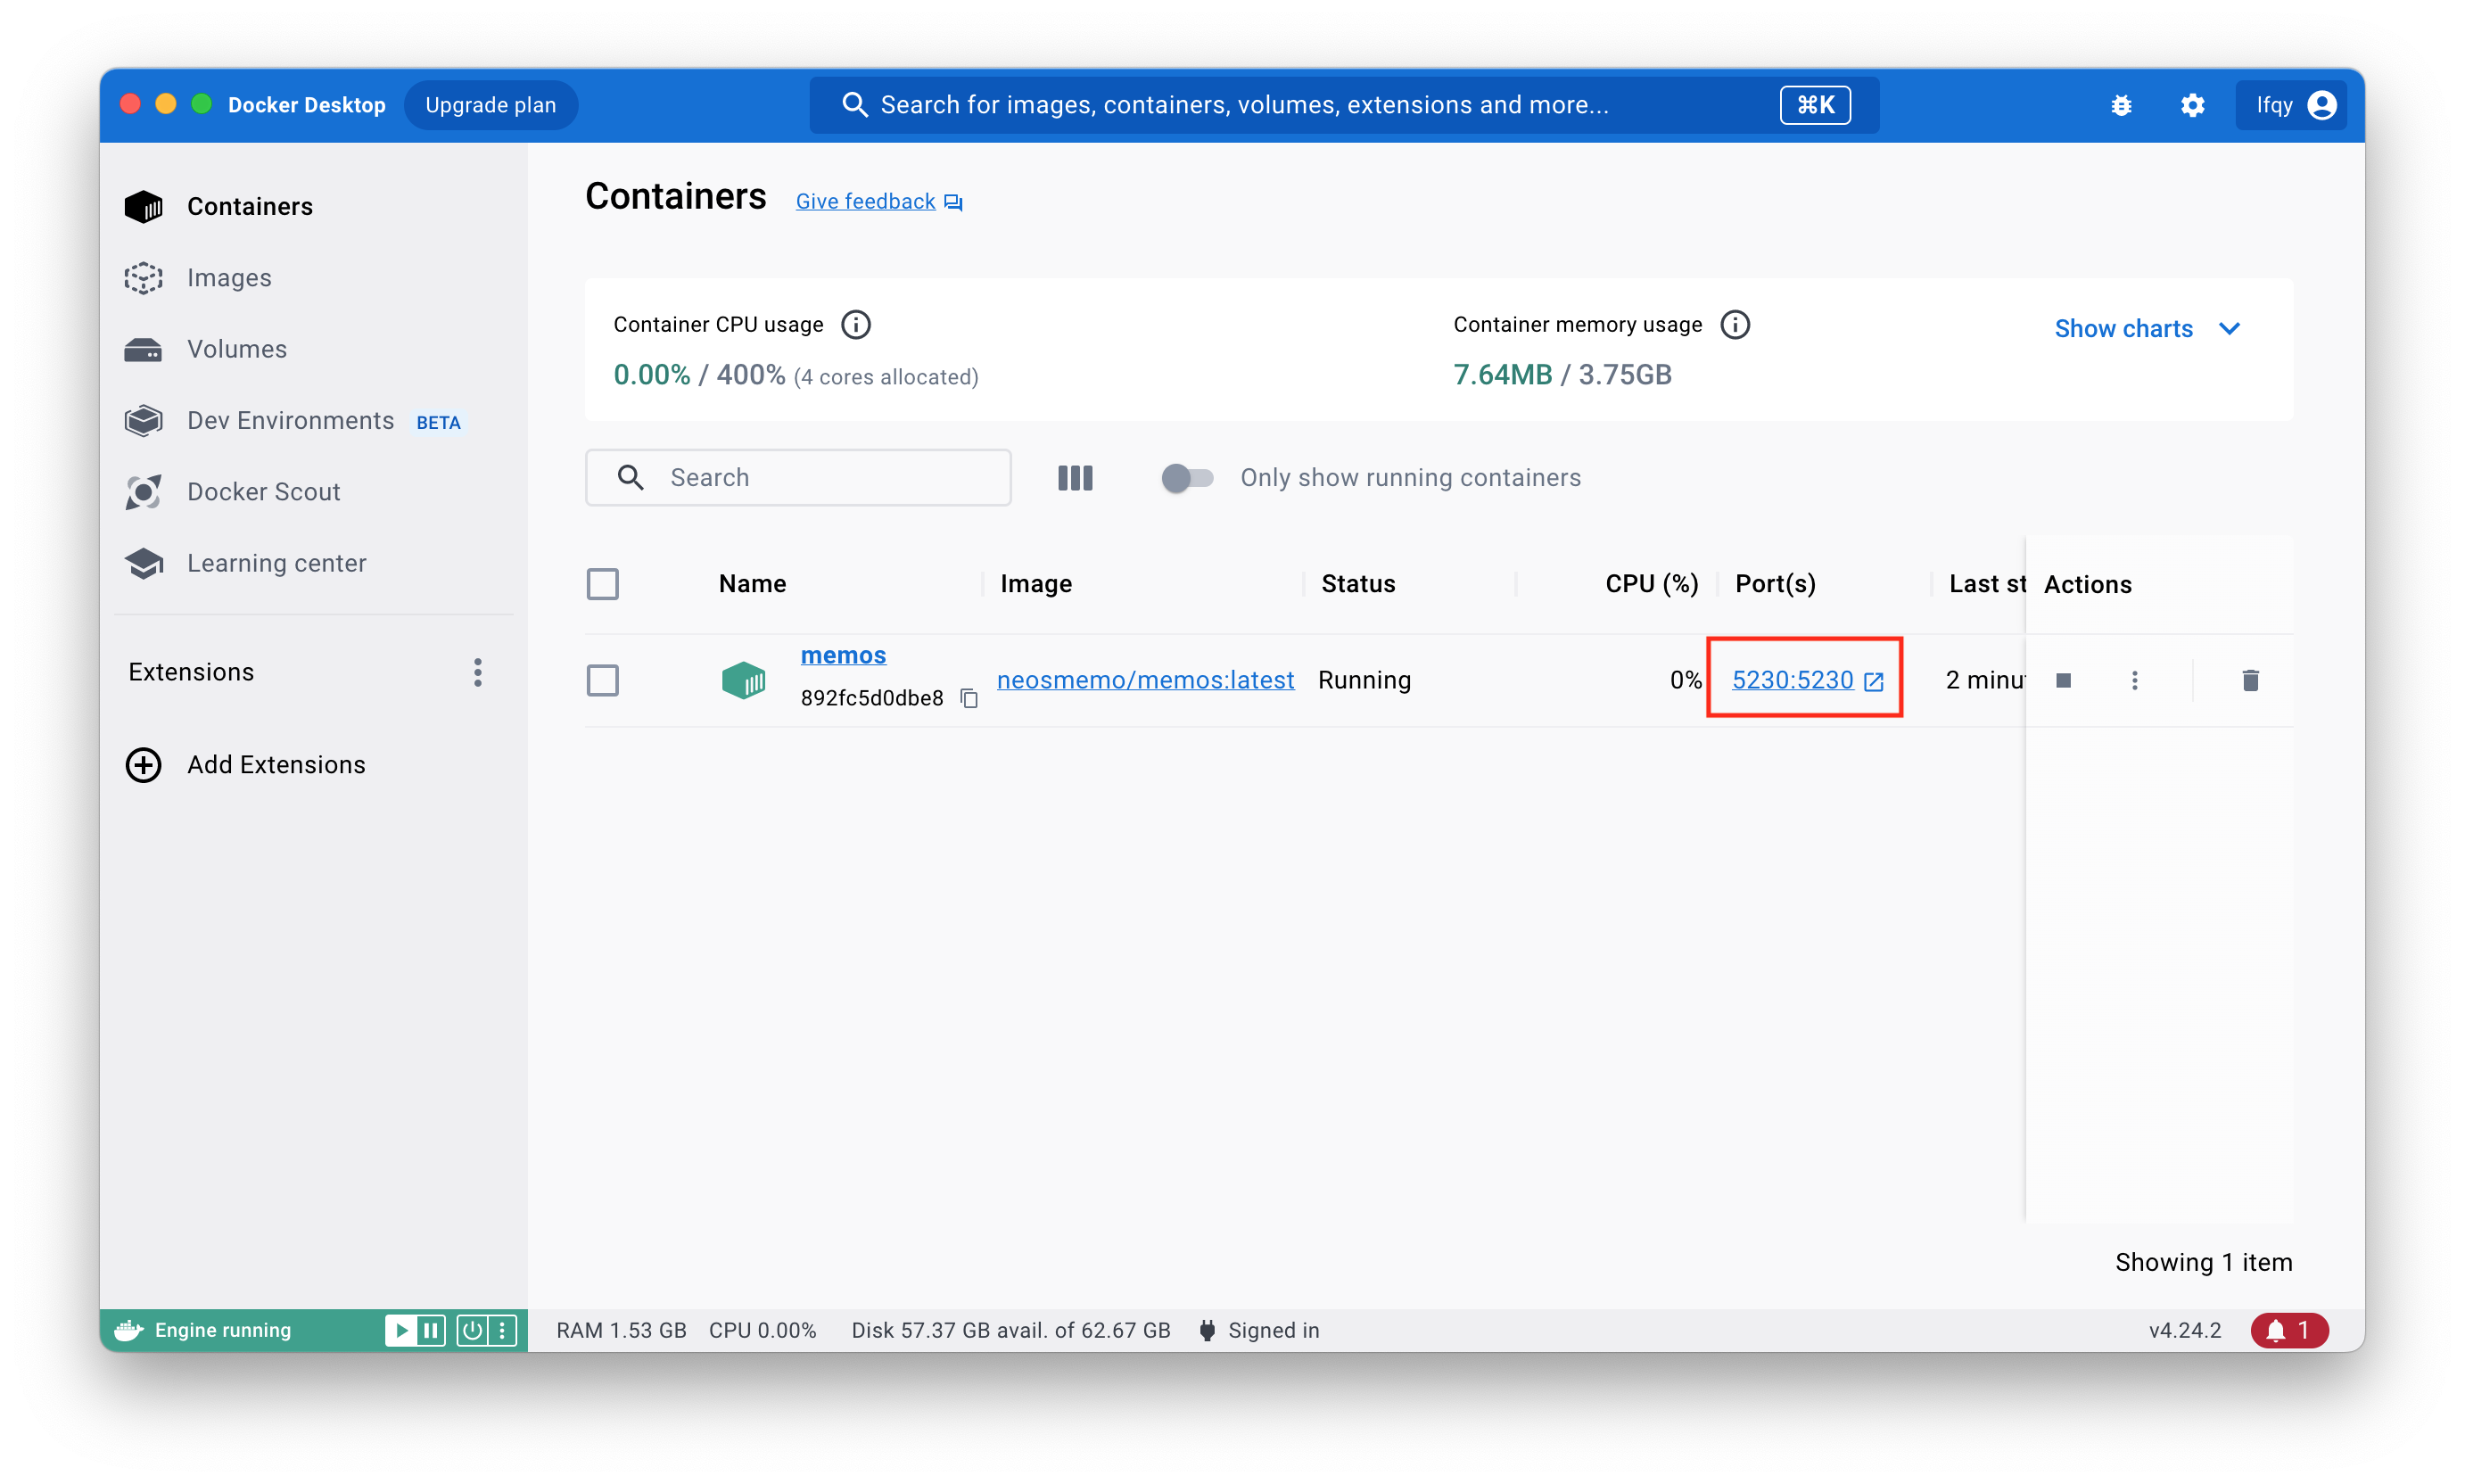 Docker Desktop
Upgrade plan
Search for images, containers, volumes, extensions and more...
⌘K
lfqy
Containers
Images
Volumes
Dev Environments BETA
Docker Scout
Learning center
Extensions
Add Extensions
Containers
Give feedback
Container CPU usage
0.00% / 400% (4 cores allocated)
Container memory usage
7.64MB / 3.75GB
Show charts
Search
Only show running containers
Name
Image
Status
CPU (%)
Port(s)
Last st
Actions
memos
892fc5d0dbe8
neosmemo/memos:latest
Running
0%
5230:5230
2 minu
Showing 1 item
Engine running
RAM 1.53 GB
CPU 0.00%
Disk 57.37 GB avail. of 62.67 GB
Signed in
v4.24.2
1